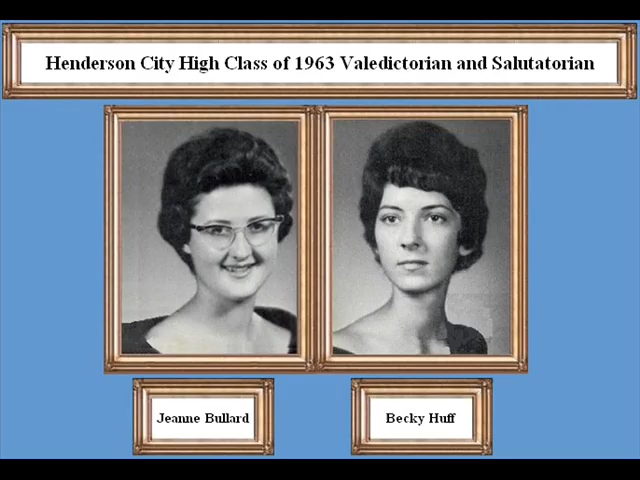 Henderson City High Class of 1963 Valedictorian and Salutatorian
Jeanne Bullard
Becky Huff